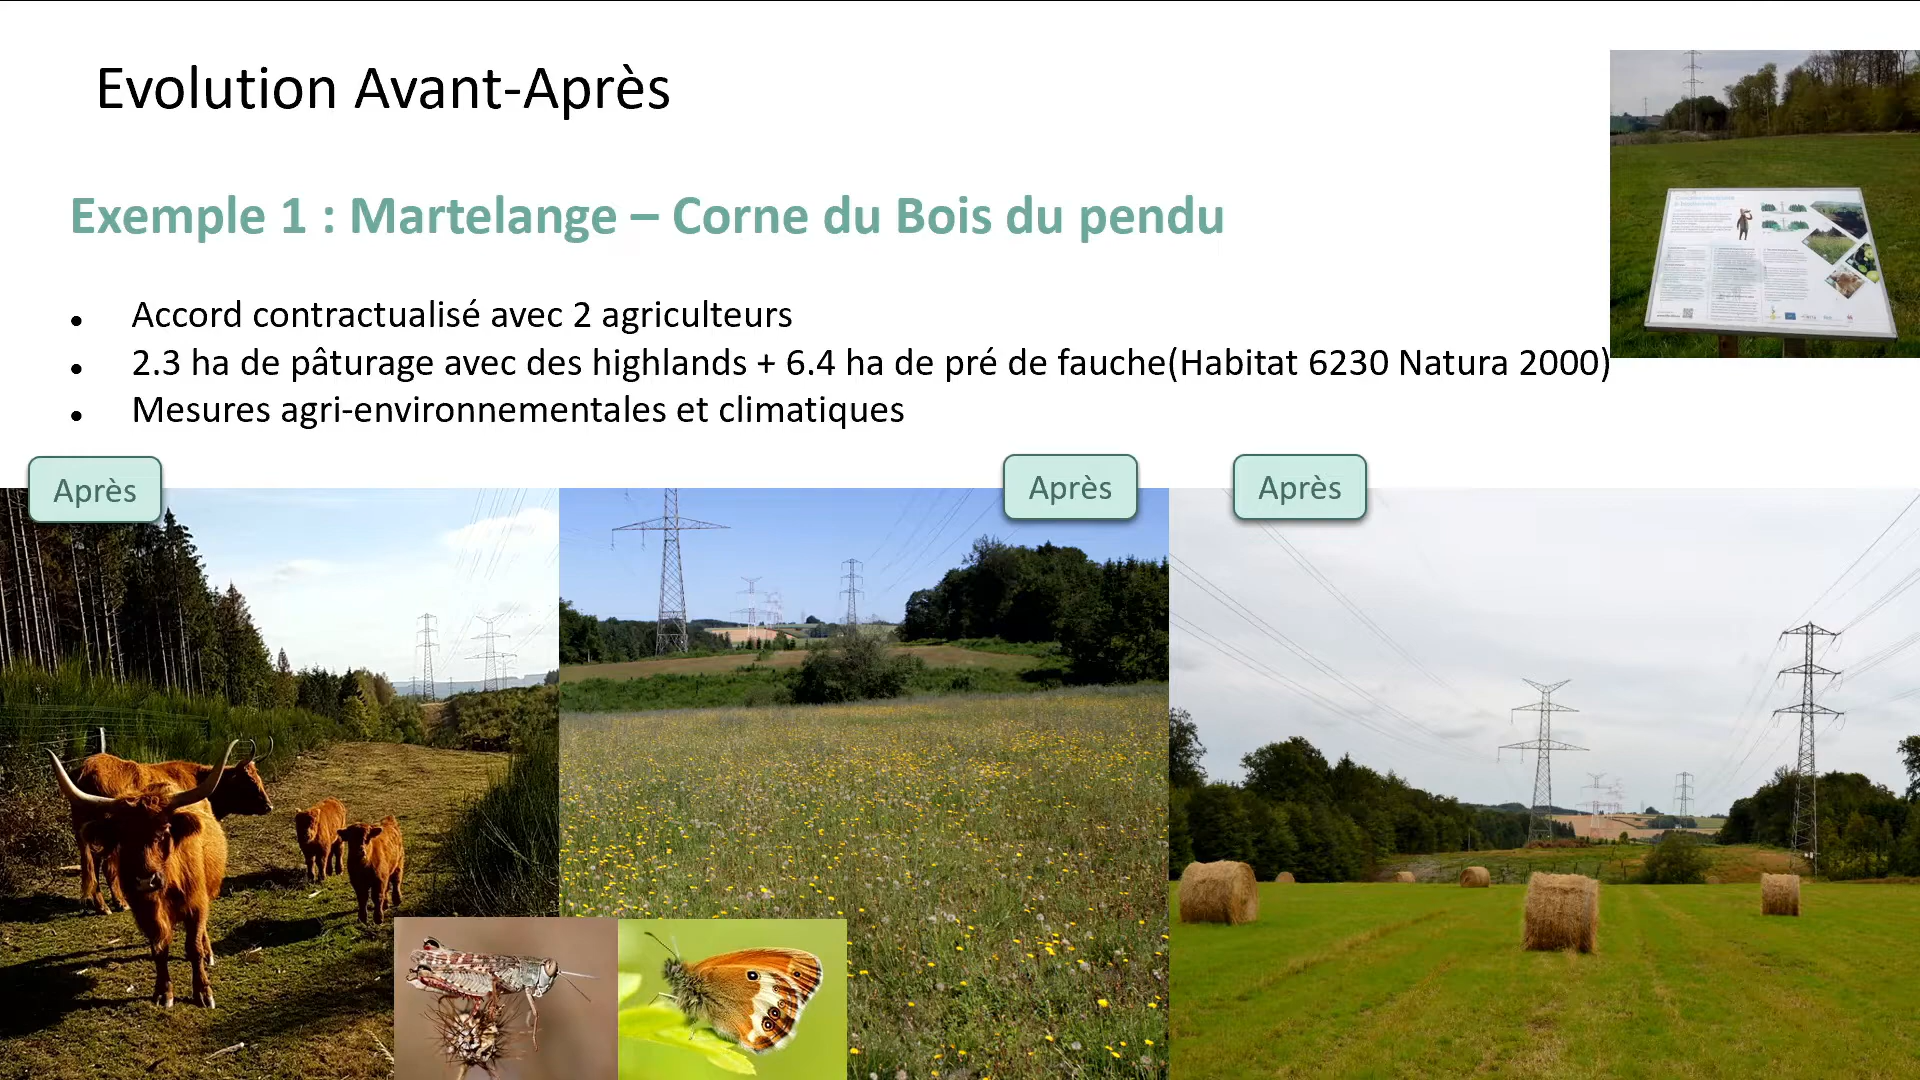 Evolution Avant-Après
Exemple 1 : Martelange – Corne du Bois du pendu
• Accord contractualisé avec 2 agriculteurs
• 2.3 ha de pâturage avec des highlands + 6.4 ha de pré de fauche(Habitat 6230 Natura 2000)
• Mesures agri-environnementales et climatiques
Après
Après
Après